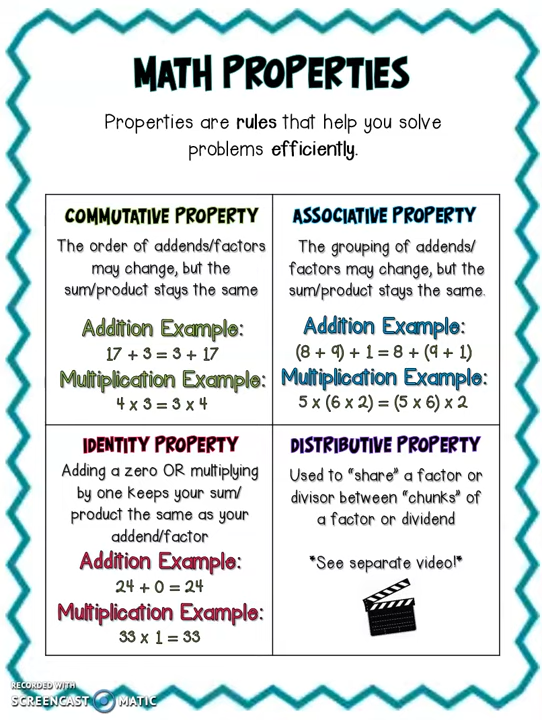 MATH PROPERTIES
Properties are rules that help you solve
problems efficiently.
COMMUTATIVE PROPERTY
The order of addends/factors
may change, but the
sum/product stays the same
Addition Example:
17 + 3 = 3 + 17
Multiplication Example:
4 x 3 = 3 x 4
ASSOCIATIVE PROPERTY
The grouping of addends/
factors may change, but the
sum/product stays the same.
Addition Example:
(8 + 9) + 1 = 8 + (9 + 1)
Multiplication Example:
5 x (6 x 2) = (5 x 6) x 2
IDENTITY PROPERTY
Adding a zero OR multiplying
by one keeps your sum/
product the same as your
addend/factor
Addition Example:
24 + 0 = 24
Multiplication Example:
33 x 1 = 33
DISTRIBUTIVE PROPERTY
Used to "share" a factor or
divisor between "chunks" of
a factor or dividend
*See separate video!*
RECORDED WITH
SCREENCAST MATIC